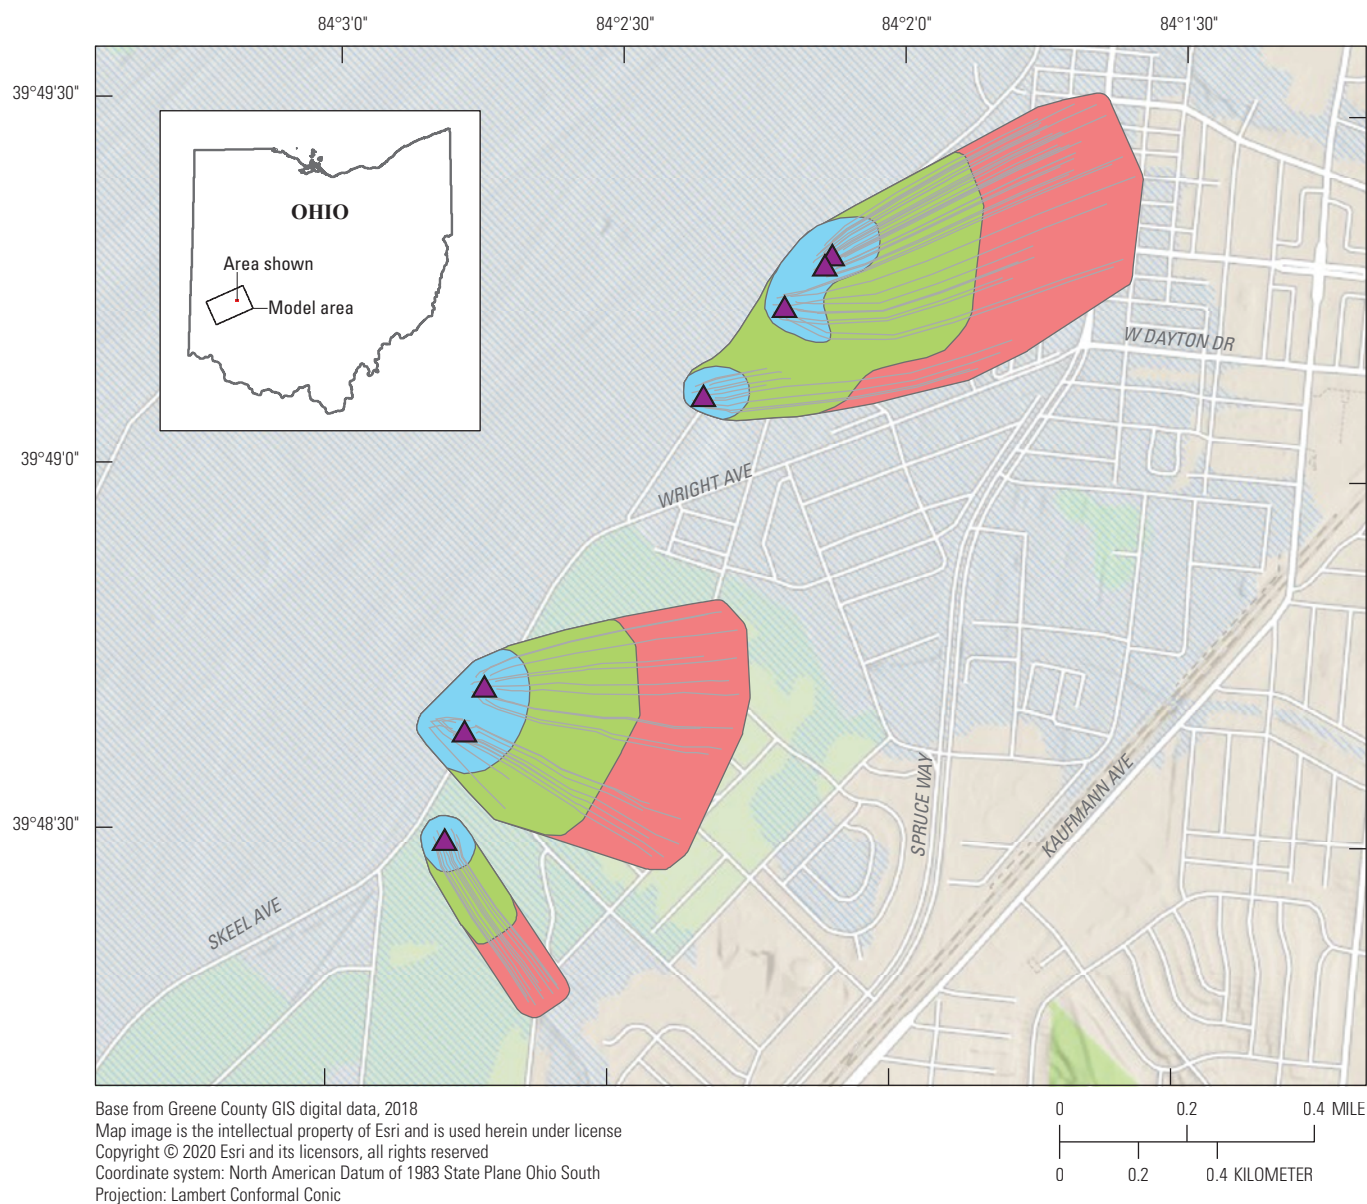 84°3'0" 84°2'30" 84°2'0" 84°1'30"
39°49'30"
OHIO
Area shown
Model area
W DAYTON DR
39°49'0"
WRIGHT AVE
SPRUCE WAY
KAUFMANN AVE
39°48'30"
SKEEL AVE
Base from Greene County GIS digital data, 2018
Map image is the intellectual property of Esri and is used herein under license
Copyright © 2020 Esri and its licensors, all rights reserved
Coordinate system: North American Datum of 1983 State Plane Ohio South
Projection: Lambert Conformal Conic
0 0.2 0.4 MILE
0 0.2 0.4 KILOMETER